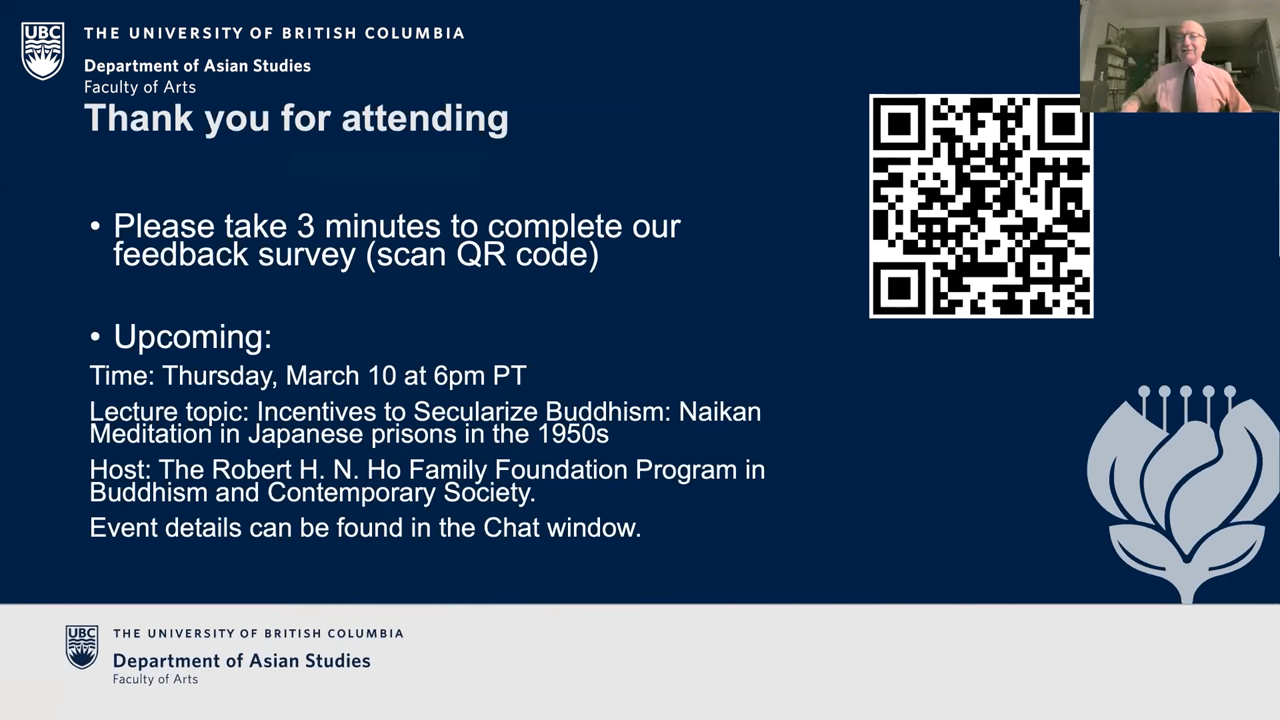 UBC
THE UNIVERSITY OF BRITISH COLUMBIA
Department of Asian Studies
Faculty of Arts
Thank you for attending
• Please take 3 minutes to complete our
feedback survey (scan QR code)
• Upcoming:
Time: Thursday, March 10 at 6pm PT
Lecture topic: Incentives to Secularize Buddhism: Naikan
Meditation in Japanese prisons in the 1950s
Host: The Robert H. N. Ho Family Foundation Program in
Buddhism and Contemporary Society.
Event details can be found in the Chat window.
UBC
THE UNIVERSITY OF BRITISH COLUMBIA
Department of Asian Studies
Faculty of Arts